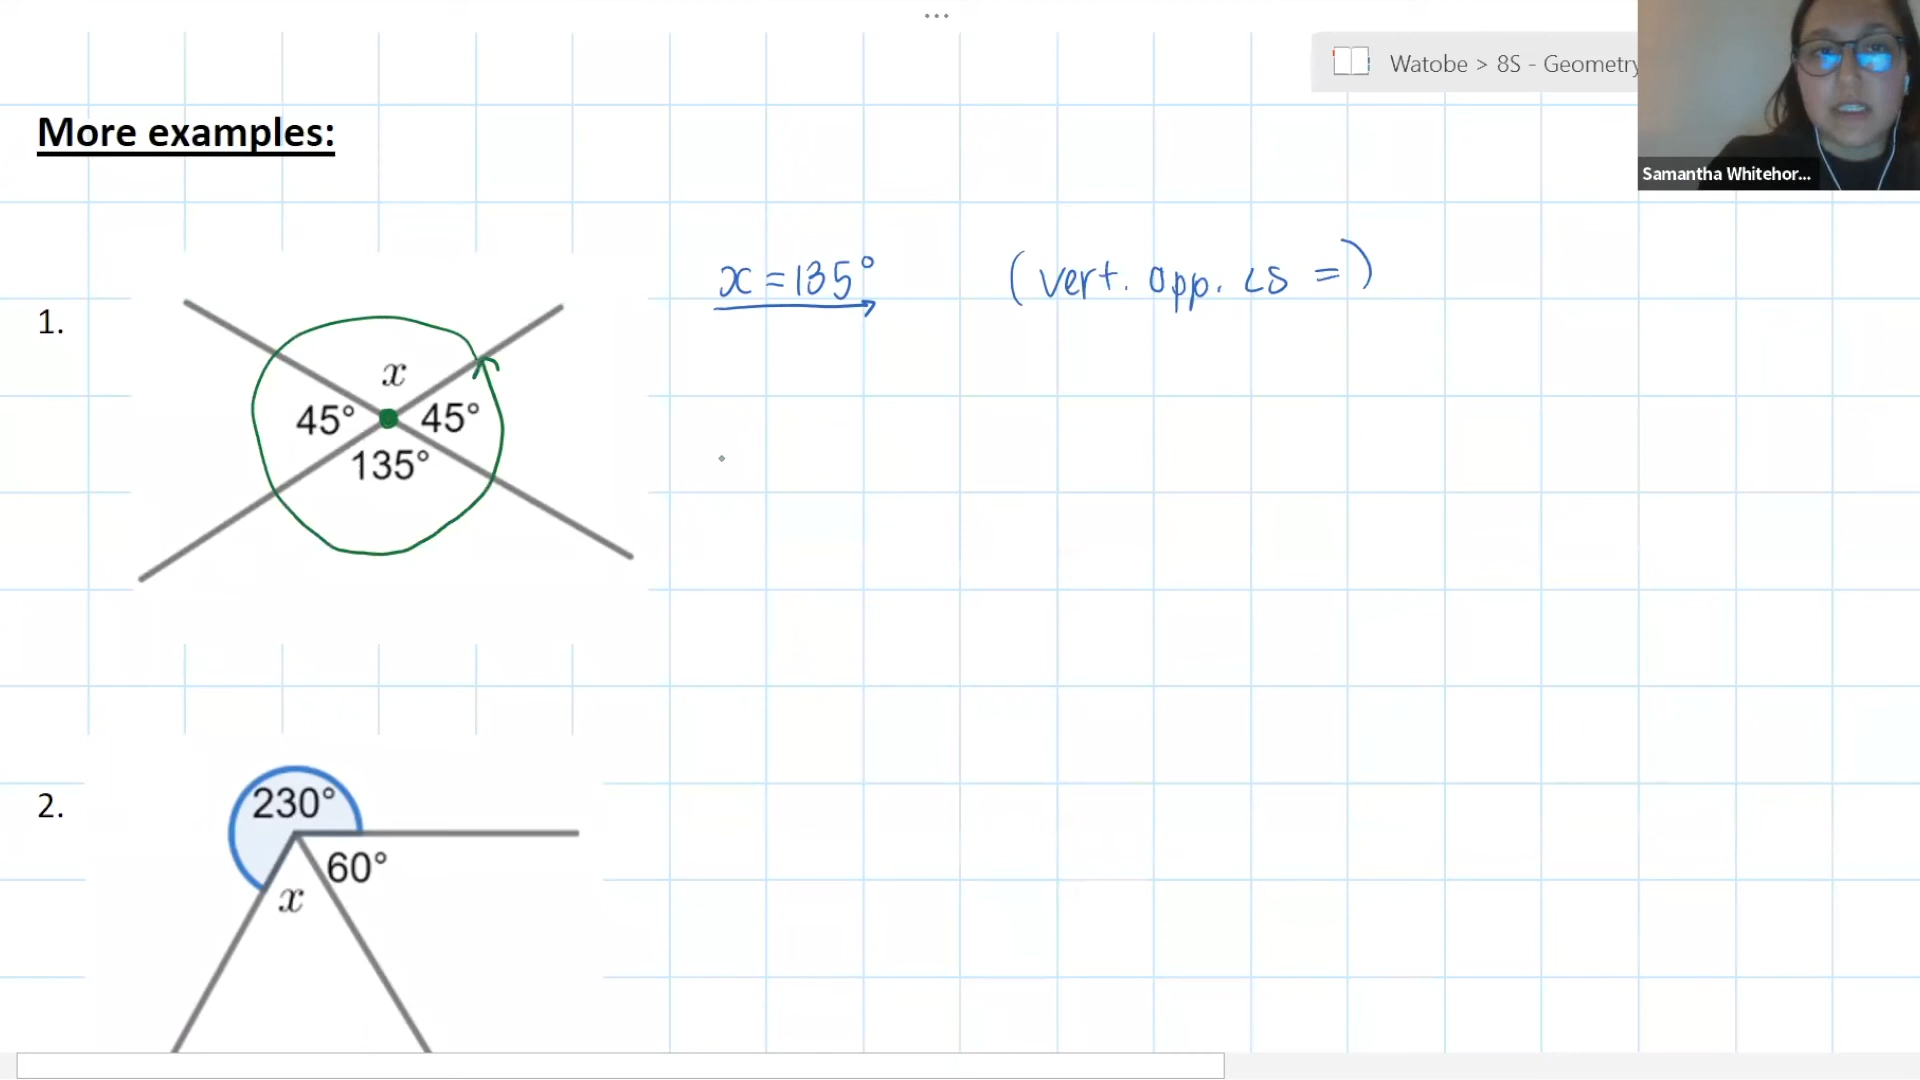 ...
Watobe > 8S - Geometry
Samantha Whitehor...
More examples:
x = 135° (vert. opp. ∠s =)
1.
x
45° 45°
135°
2.
230°
60°
x